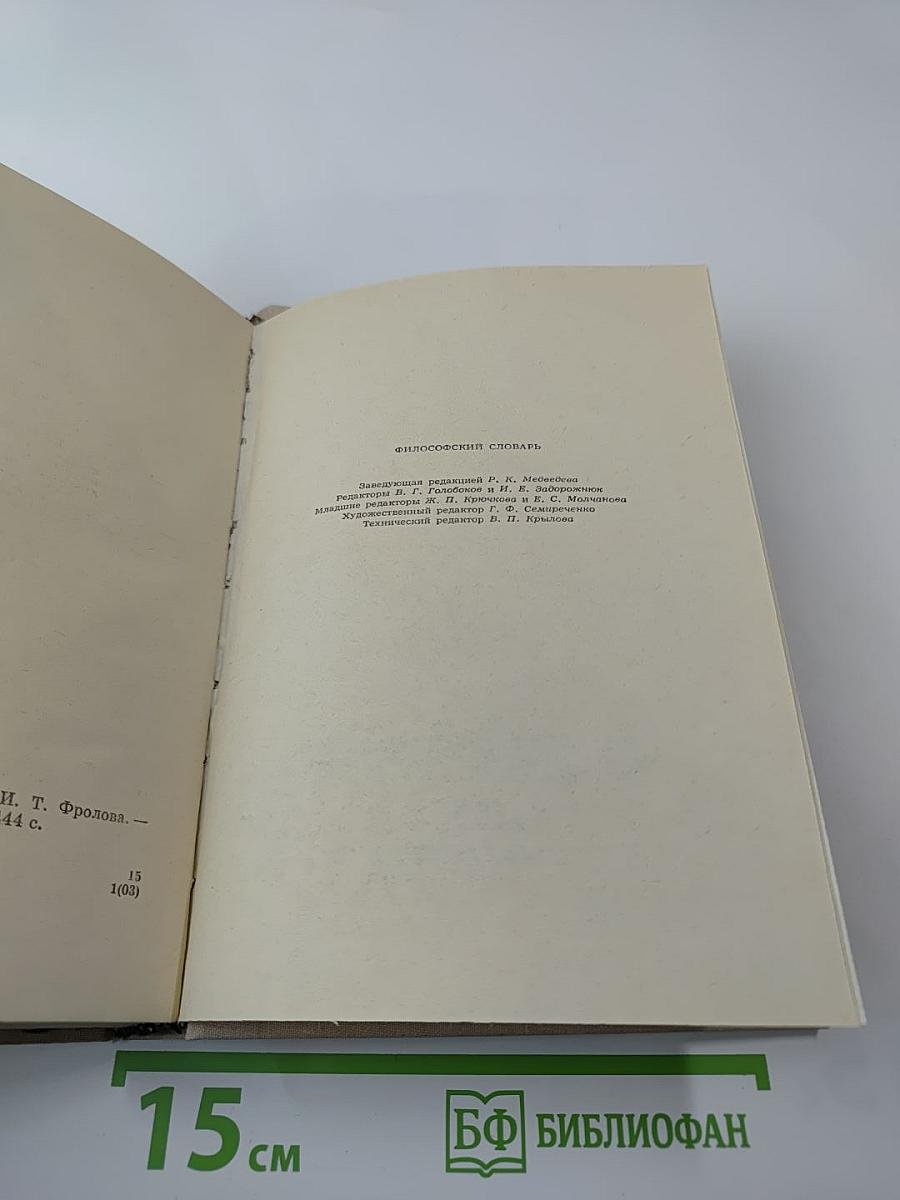 И. Т. Фролова. —
44 с.
15
1(03)
ФИЛОСОФСКИЙ СЛОВАРЬ
Заведующая редакцией Р. К. Медведева
Редакторы В. Г. Голобоков и И. Е. Задорожнюк
Младшие редакторы Ж. П. Крючкова и Е. С. Молчанова
Художественный редактор Г. Ф. Семиреченко
Технический редактор В. П. Крылова
15 см
БФ БИБЛИОФАН